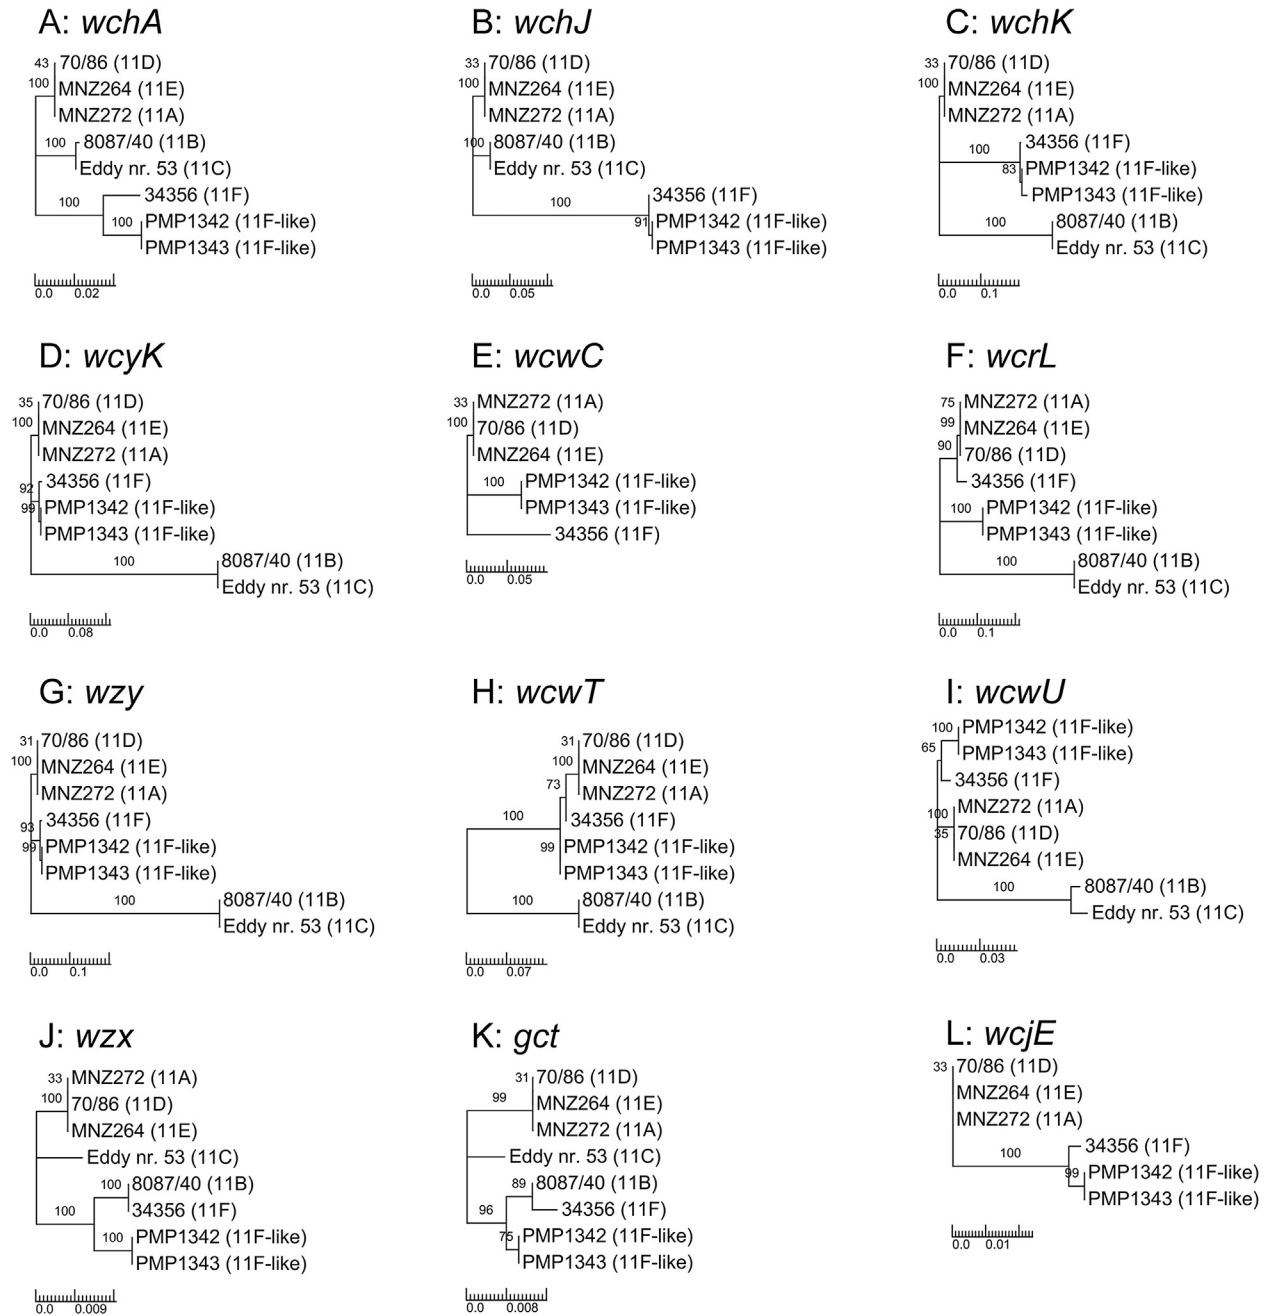 A: wchA
43 70/86 (11D)
100 MNZ264 (11E)
MNZ272 (11A)
100 8087/40 (11B)
Eddy nr. 53 (11C)
34356 (11F)
100
100 PMP1342 (11F-like)
PMP1343 (11F-like)
0.0 0.02
B: wchJ
33 70/86 (11D)
100 MNZ264 (11E)
MNZ272 (11A)
100 8087/40 (11B)
Eddy nr. 53 (11C)
34356 (11F)
100
91 PMP1342 (11F-like)
PMP1343 (11F-like)
0.0 0.05
C: wchK
33 70/86 (11D)
100 MNZ264 (11E)
MNZ272 (11A)
34356 (11F)
100
83 PMP1342 (11F-like)
PMP1343 (11F-like)
100 8087/40 (11B)
Eddy nr. 53 (11C)
0.0 0.1
D: wcyK
35 70/86 (11D)
100 MNZ264 (11E)
MNZ272 (11A)
92 34356 (11F)
99 PMP1342 (11F-like)
PMP1343 (11F-like)
100 8087/40 (11B)
Eddy nr. 53 (11C)
0.0 0.08
E: wcwC
33 MNZ272 (11A)
100 70/86 (11D)
MNZ264 (11E)
100 PMP1342 (11F-like)
PMP1343 (11F-like)
34356 (11F)
0.0 0.05
F: wcrL
75 MNZ272 (11A)
99 MNZ264 (11E)
90 70/86 (11D)
34356 (11F)
100 PMP1342 (11F-like)
PMP1343 (11F-like)
100 8087/40 (11B)
Eddy nr. 53 (11C)
0.0 0.1
G: wzy
31 70/86 (11D)
100 MNZ264 (11E)
MNZ272 (11A)
93 34356 (11F)
99 PMP1342 (11F-like)
PMP1343 (11F-like)
100 8087/40 (11B)
Eddy nr. 53 (11C)
0.0 0.1
H: wcwT
31 70/86 (11D)
100 MNZ264 (11E)
73 MNZ272 (11A)
100 34356 (11F)
99 PMP1342 (11F-like)
PMP1343 (11F-like)
100 8087/40 (11B)
Eddy nr. 53 (11C)
0.0 0.07
I: wcwU
100 PMP1342 (11F-like)
65 PMP1343 (11F-like)
34356 (11F)
100 MNZ272 (11A)
35 70/86 (11D)
MNZ264 (11E)
100 8087/40 (11B)
Eddy nr. 53 (11C)
0.0 0.03
J: wzx
33 MNZ272 (11A)
100 70/86 (11D)
MNZ264 (11E)
Eddy nr. 53 (11C)
100 8087/40 (11B)
100 34356 (11F)
100 PMP1342 (11F-like)
PMP1343 (11F-like)
0.0 0.009
K: gct
31 70/86 (11D)
99 MNZ264 (11E)
MNZ272 (11A)
Eddy nr. 53 (11C)
89 8087/40 (11B)
96 34356 (11F)
75 PMP1342 (11F-like)
PMP1343 (11F-like)
0.0 0.008
L: wcjE
33 70/86 (11D)
MNZ264 (11E)
MNZ272 (11A)
100 34356 (11F)
99 PMP1342 (11F-like)
PMP1343 (11F-like)
0.0 0.01